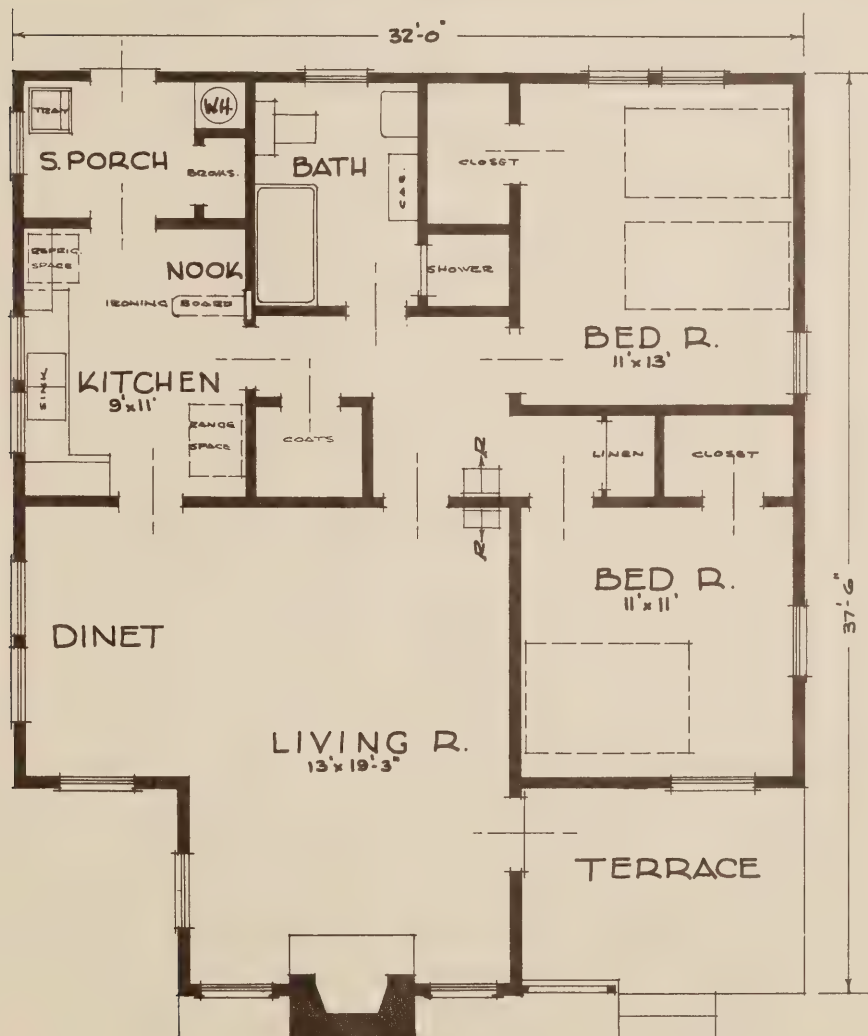 32'-0"
TRAY
W.H.
S. PORCH
BROMS.
BATH
CLOSET
REFRIG.
SPACE
NOOK
CAB.
SHOWER
IRONING BOARD
BED R.
11'x13'
KITCHEN
9'x11'
SINK
RANGE
SPACE
COATS
R
LINEN
CLOSET
R
BED R.
11'x11'
37'-6"
DINET
LIVING R.
13'x19'-3"
TERRACE